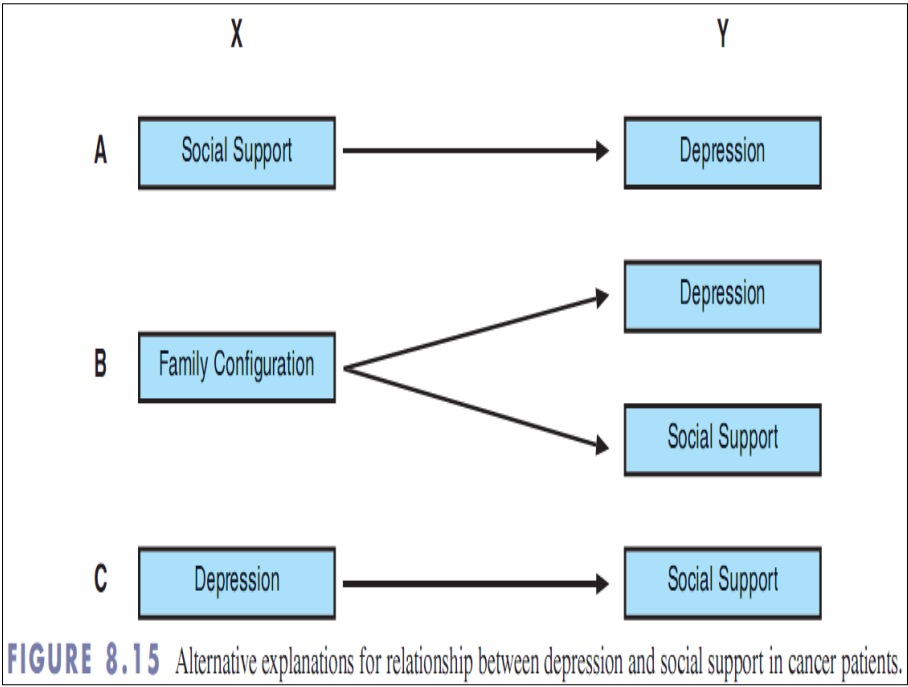 X Y
A Social Support Depression
Depression
B Family Configuration
Social Support
C Depression Social Support
FIGURE 8.15 Alternative explanations for relationship between depression and social support in cancer patients.